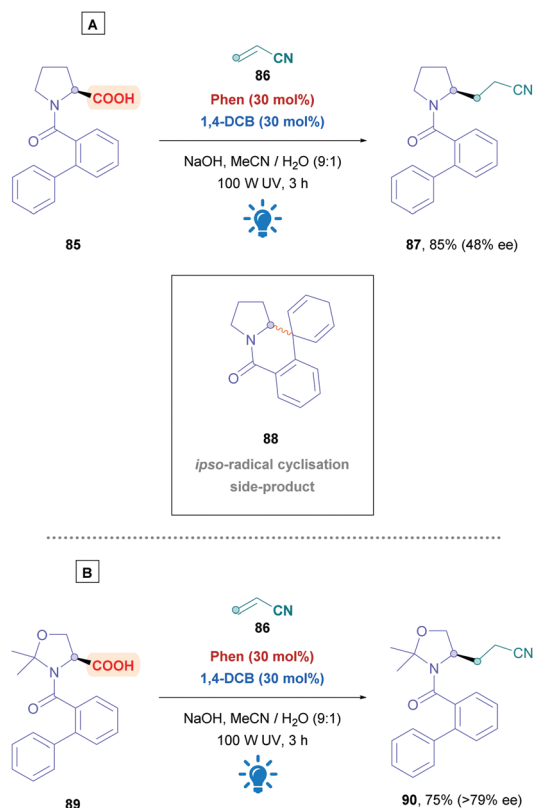 A
COOH
N
O
85
CN
86
Phen (30 mol%)
1,4-DCB (30 mol%)
NaOH, MeCN / H₂O (9:1)
100 W UV, 3 h
CN
N
O
87, 85% (48% ee)
N
O
88
ipso-radical cyclisation
side-product
B
O
COOH
N
O
89
CN
86
Phen (30 mol%)
1,4-DCB (30 mol%)
NaOH, MeCN / H₂O (9:1)
100 W UV, 3 h
O
CN
N
O
90, 75% (>79% ee)